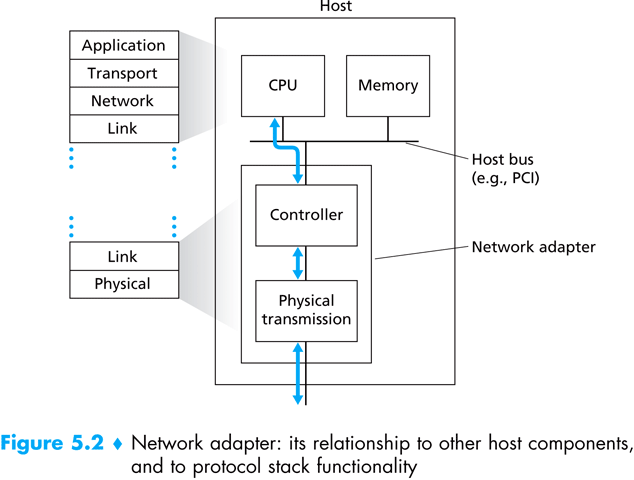 Host
Application
Transport
Network
Link
CPU
Memory
Host bus
(e.g., PCI)
Controller
Network adapter
Link
Physical
Physical
transmission
Figure 5.2 ♦ Network adapter: its relationship to other host components,
and to protocol stack functionality